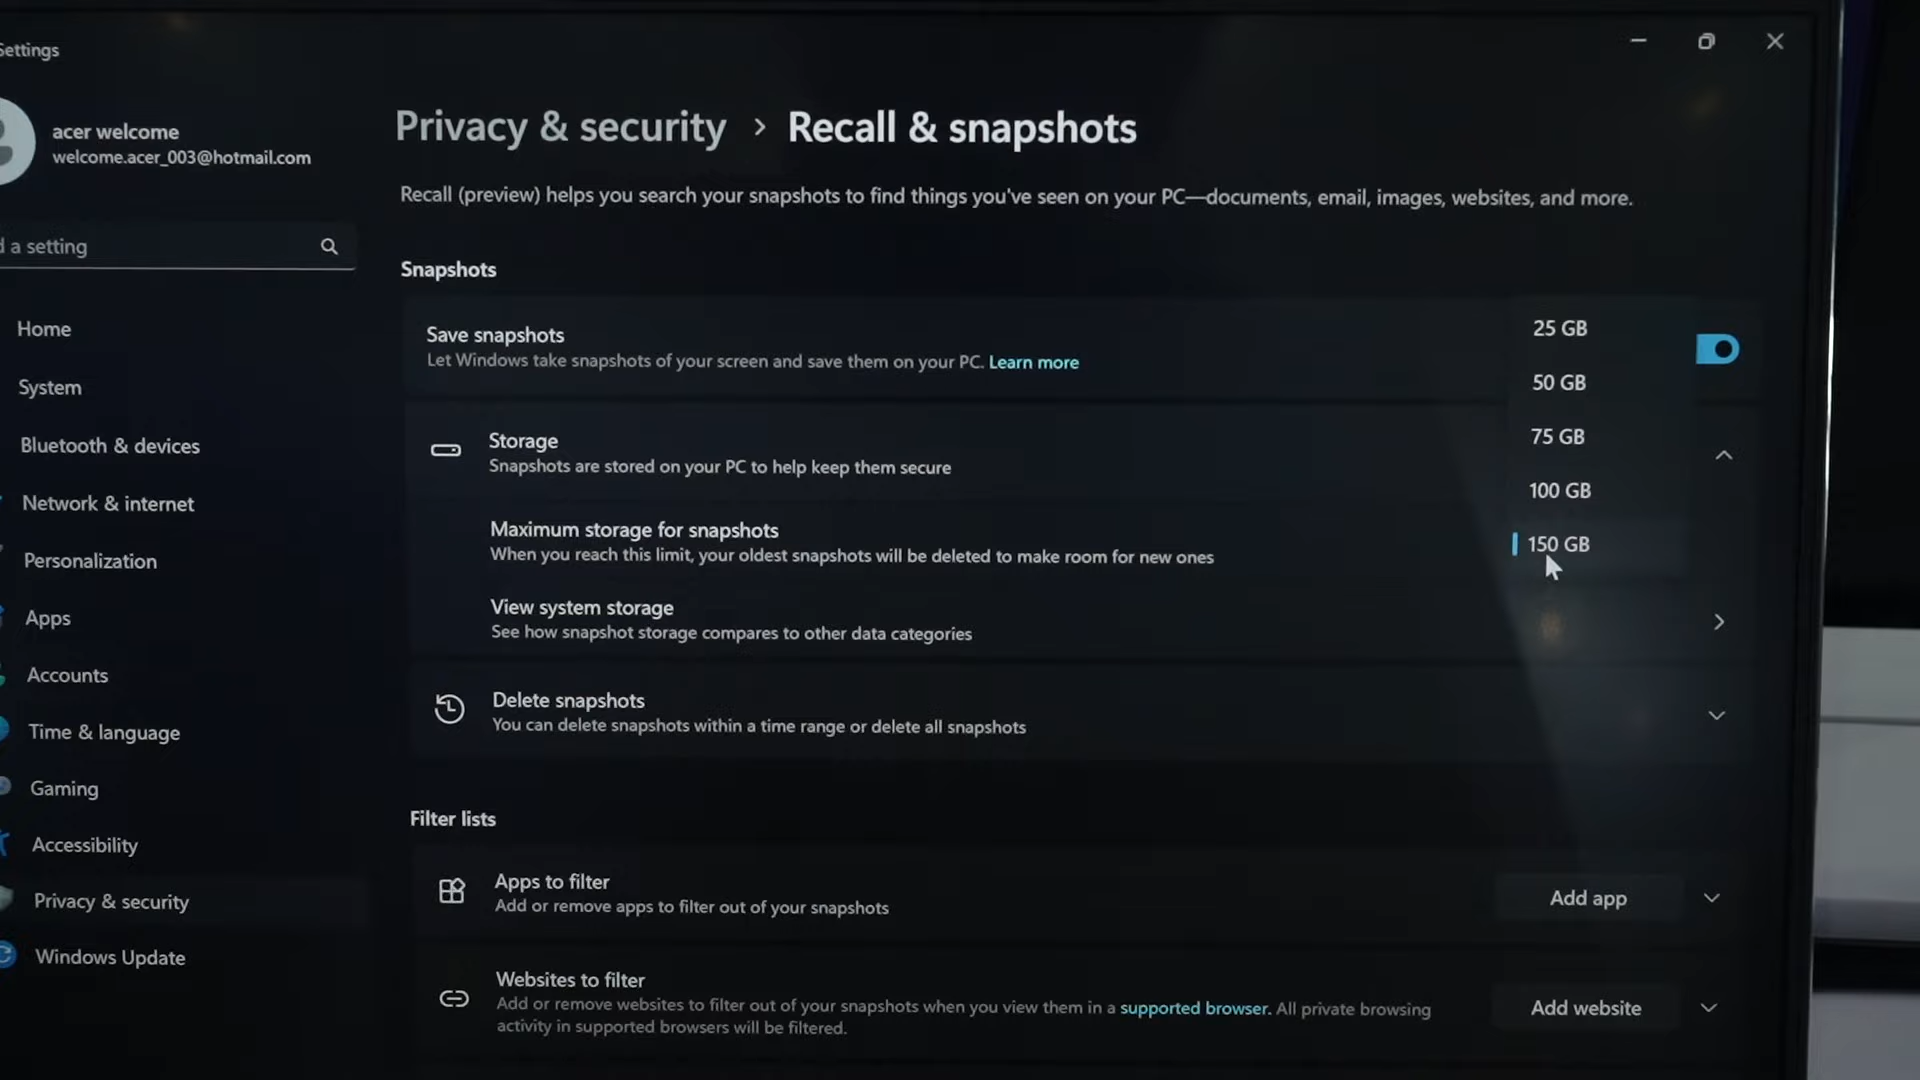 Settings
acer welcome
welcome.acer_003@hotmail.com
a setting
Home
System
Bluetooth & devices
Network & internet
Personalization
Apps
Accounts
Time & language
Gaming
Accessibility
Privacy & security
Windows Update
Privacy & security > Recall & snapshots
Recall (preview) helps you search your snapshots to find things you've seen on your PC—documents, email, images, websites, and more.
Snapshots
Save snapshots
Let Windows take snapshots of your screen and save them on your PC. Learn more
Storage
Snapshots are stored on your PC to help keep them secure
Maximum storage for snapshots
When you reach this limit, your oldest snapshots will be deleted to make room for new ones
25 GB
50 GB
75 GB
100 GB
150 GB
View system storage
See how snapshot storage compares to other data categories
Delete snapshots
You can delete snapshots within a time range or delete all snapshots
Filter lists
Apps to filter
Add or remove apps to filter out of your snapshots
Add app
Websites to filter
Add or remove websites to filter out of your snapshots when you view them in a supported browser. All private browsing
activity in supported browsers will be filtered.
Add website